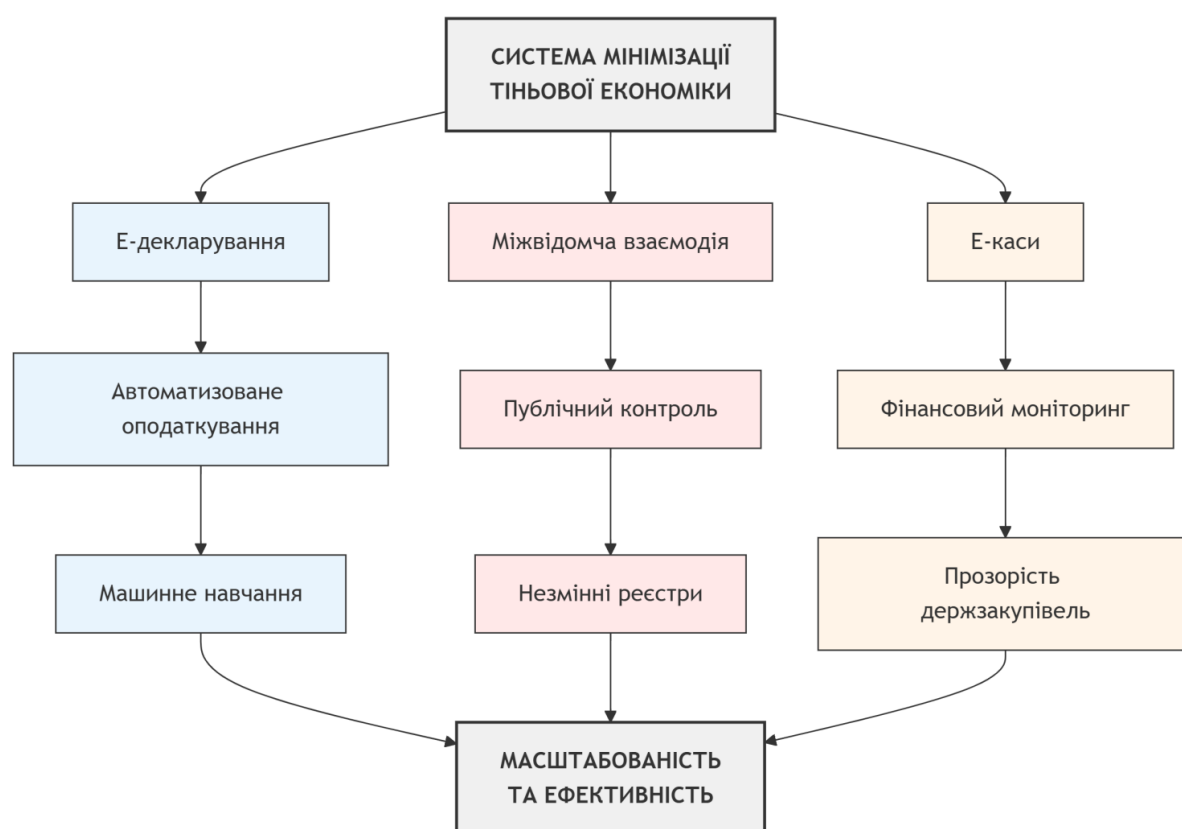 СИСТЕМА МІНІМІЗАЦІЇ
ТІНЬОВОЇ ЕКОНОМІКИ
Е-декларування
Міжвідомча взаємодія
Е-каси
Автоматизоване
оподаткування
Публічний контроль
Фінансовий моніторинг
Машинне навчання
Незмінні реєстри
Прозорість
держзакупівель
МАСШТАБОВАНІСТЬ
ТА ЕФЕКТИВНІСТЬ